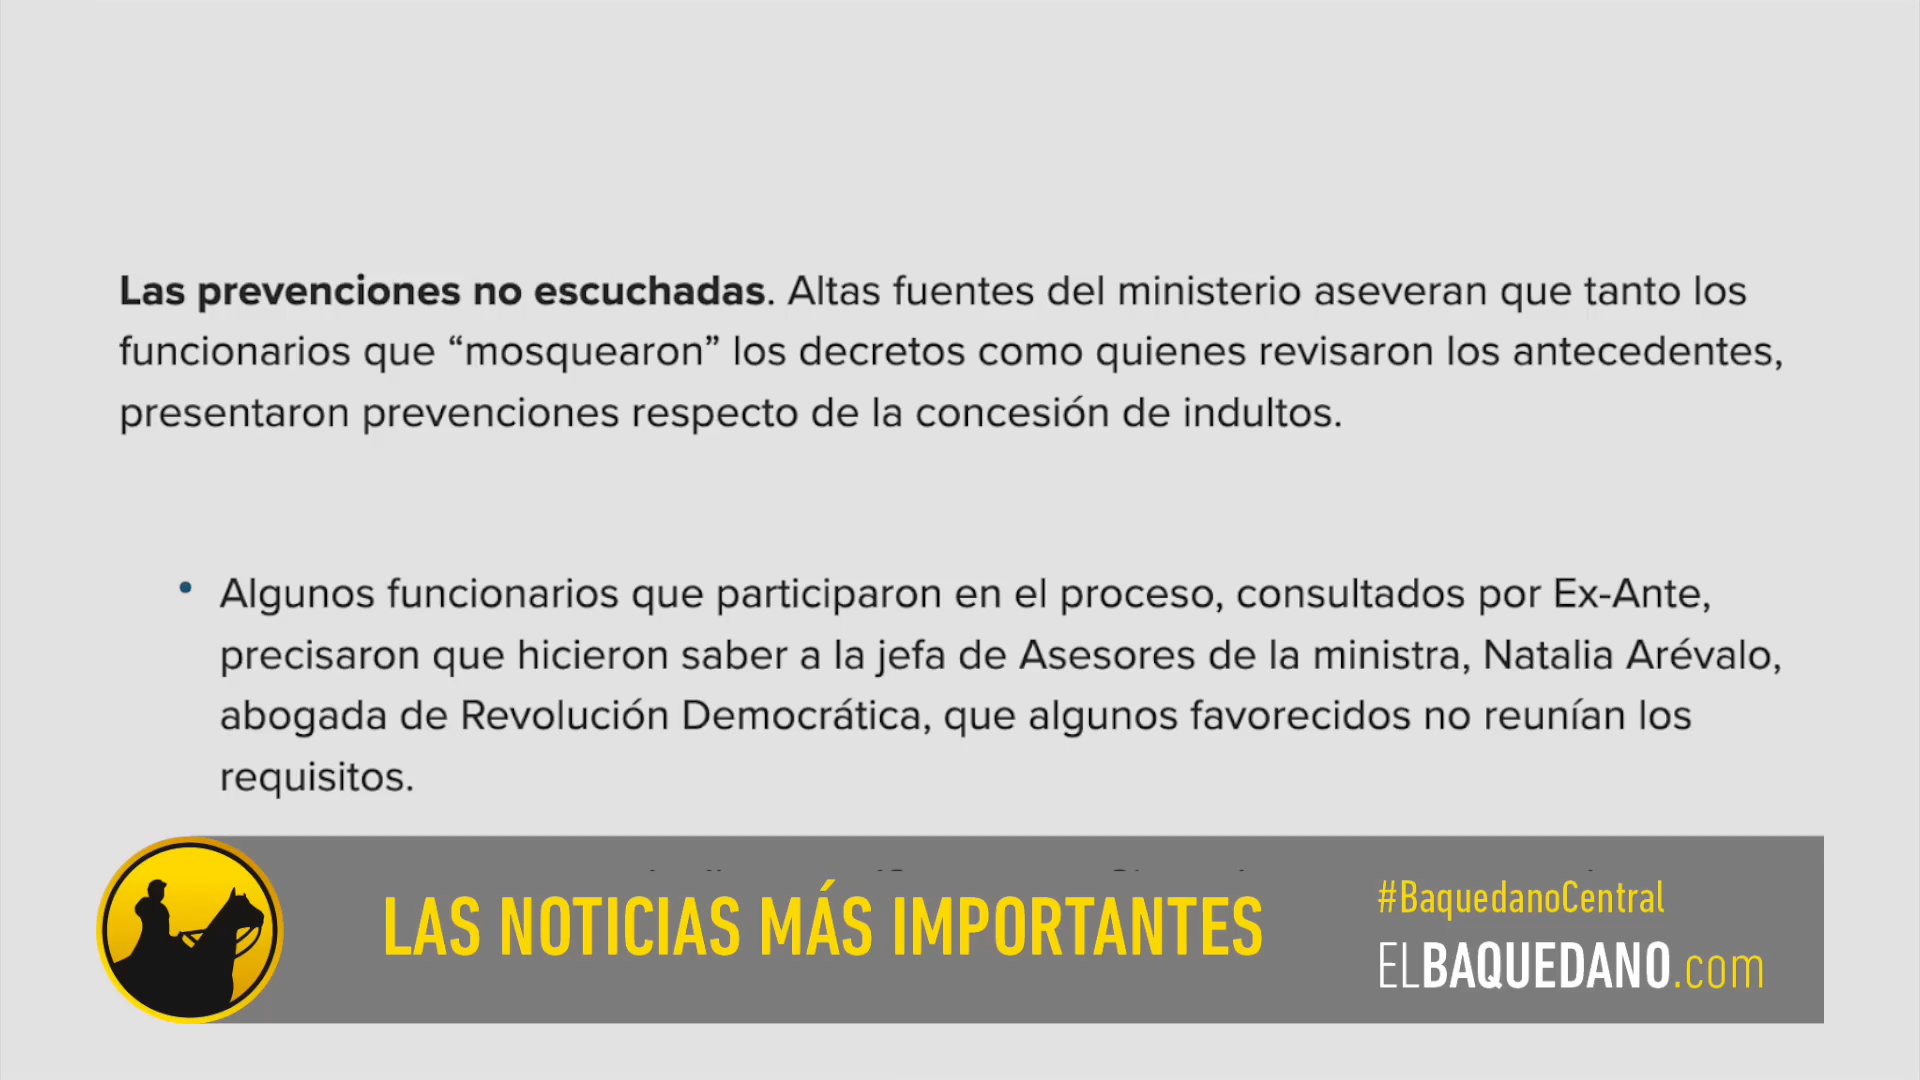 Las prevenciones no escuchadas. Altas fuentes del ministerio aseveran que tanto los
funcionarios que “mosquearon” los decretos como quienes revisaron los antecedentes,
presentaron prevenciones respecto de la concesión de indultos.
• Algunos funcionarios que participaron en el proceso, consultados por Ex-Ante,
precisaron que hicieron saber a la jefa de Asesores de la ministra, Natalia Arévalo,
abogada de Revolución Democrática, que algunos favorecidos no reunían los
requisitos.
LAS NOTICIAS MÁS IMPORTANTES
#BaquedanoCentral
ELBAQUEDANO.com